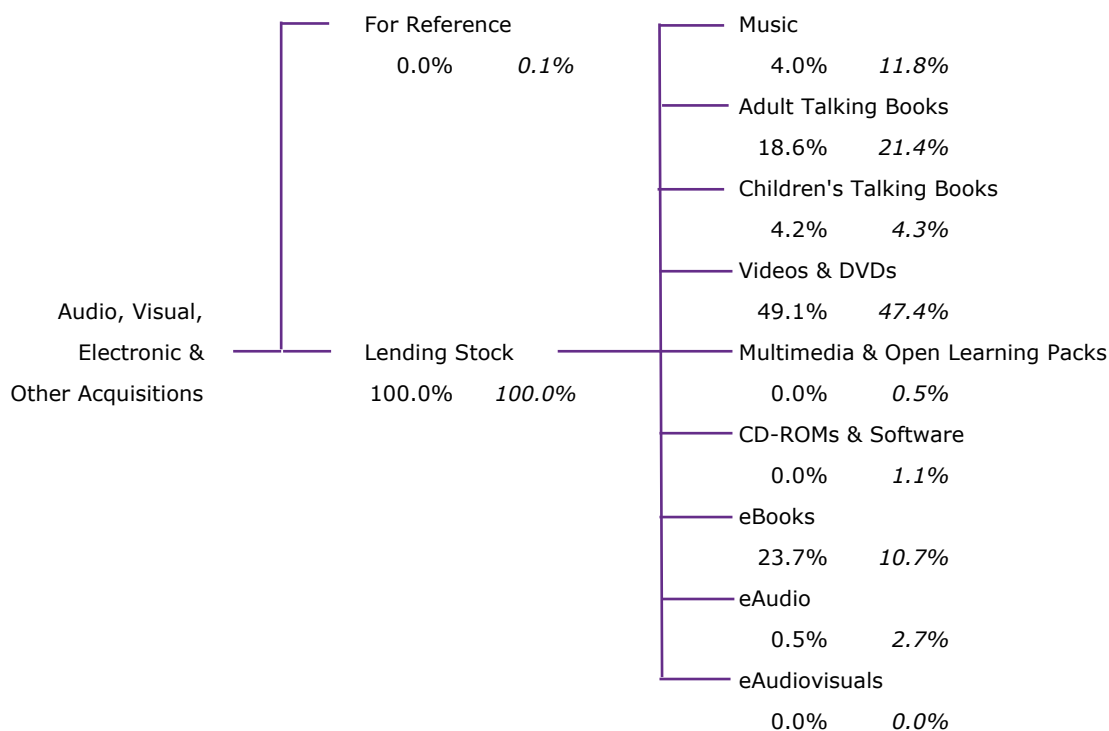 For Reference
0.0% 0.1%
Music
4.0% 11.8%
Adult Talking Books
18.6% 21.4%
Children's Talking Books
4.2% 4.3%
Videos & DVDs
49.1% 47.4%
Audio, Visual,
Electronic &
Other Acquisitions
Lending Stock
100.0% 100.0%
Multimedia & Open Learning Packs
0.0% 0.5%
CD-ROMs & Software
0.0% 1.1%
eBooks
23.7% 10.7%
eAudio
0.5% 2.7%
eAudiovisuals
0.0% 0.0%